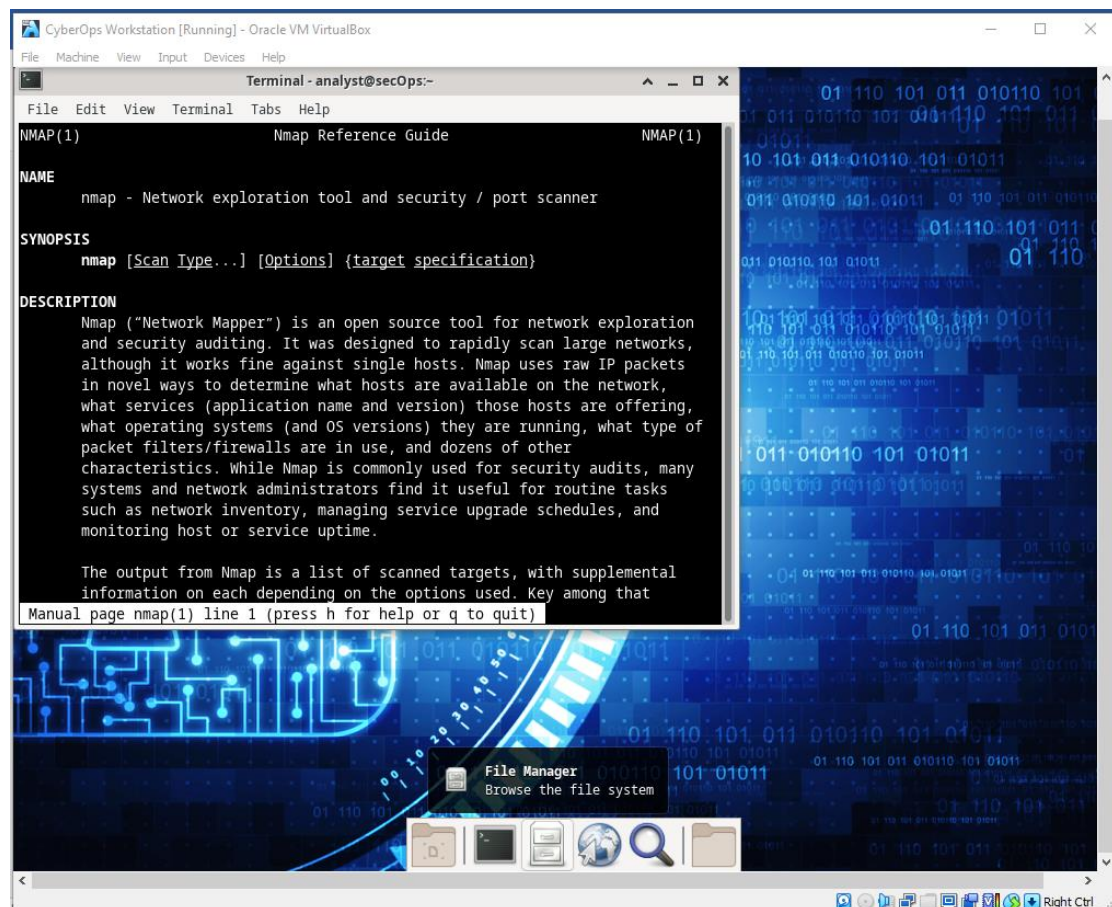 CyberOps Workstation [Running] - Oracle VM VirtualBox
File Machine View Input Devices Help
Terminal - analyst@secOps:~
File Edit View Terminal Tabs Help
NMAP(1) Nmap Reference Guide NMAP(1)
NAME
nmap - Network exploration tool and security / port scanner
SYNOPSIS
nmap [Scan Type...] [Options] {target specification}
DESCRIPTION
Nmap (“Network Mapper”) is an open source tool for network exploration
and security auditing. It was designed to rapidly scan large networks,
although it works fine against single hosts. Nmap uses raw IP packets
in novel ways to determine what hosts are available on the network,
what services (application name and version) those hosts are offering,
what operating systems (and OS versions) they are running, what type of
packet filters/firewalls are in use, and dozens of other
characteristics. While Nmap is commonly used for security audits, many
systems and network administrators find it useful for routine tasks
such as network inventory, managing service upgrade schedules, and
monitoring host or service uptime.
The output from Nmap is a list of scanned targets, with supplemental
information on each depending on the options used. Key among that
Manual page nmap(1) line 1 (press h for help or q to quit)
File Manager
Browse the file system
Right Ctrl